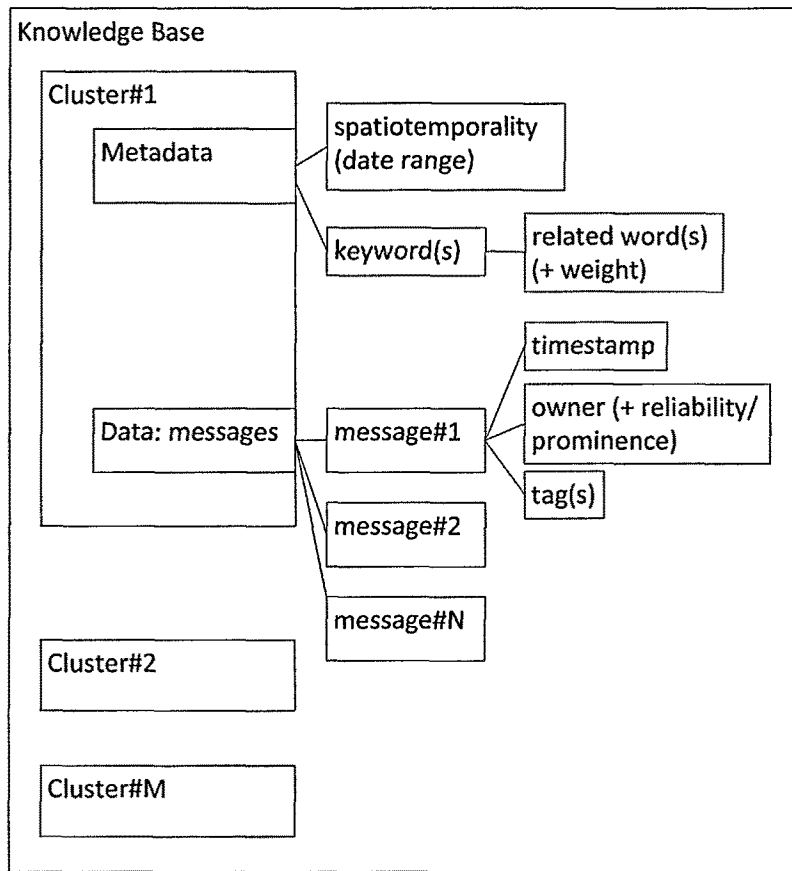 Knowledge Base
Cluster#1
Metadata
spatiotemporality
(date range)
keyword(s)
related word(s)
(+ weight)
timestamp
Data: messages
message#1
owner (+ reliability/
prominence)
tag(s)
message#2
message#N
Cluster#2
Cluster#M